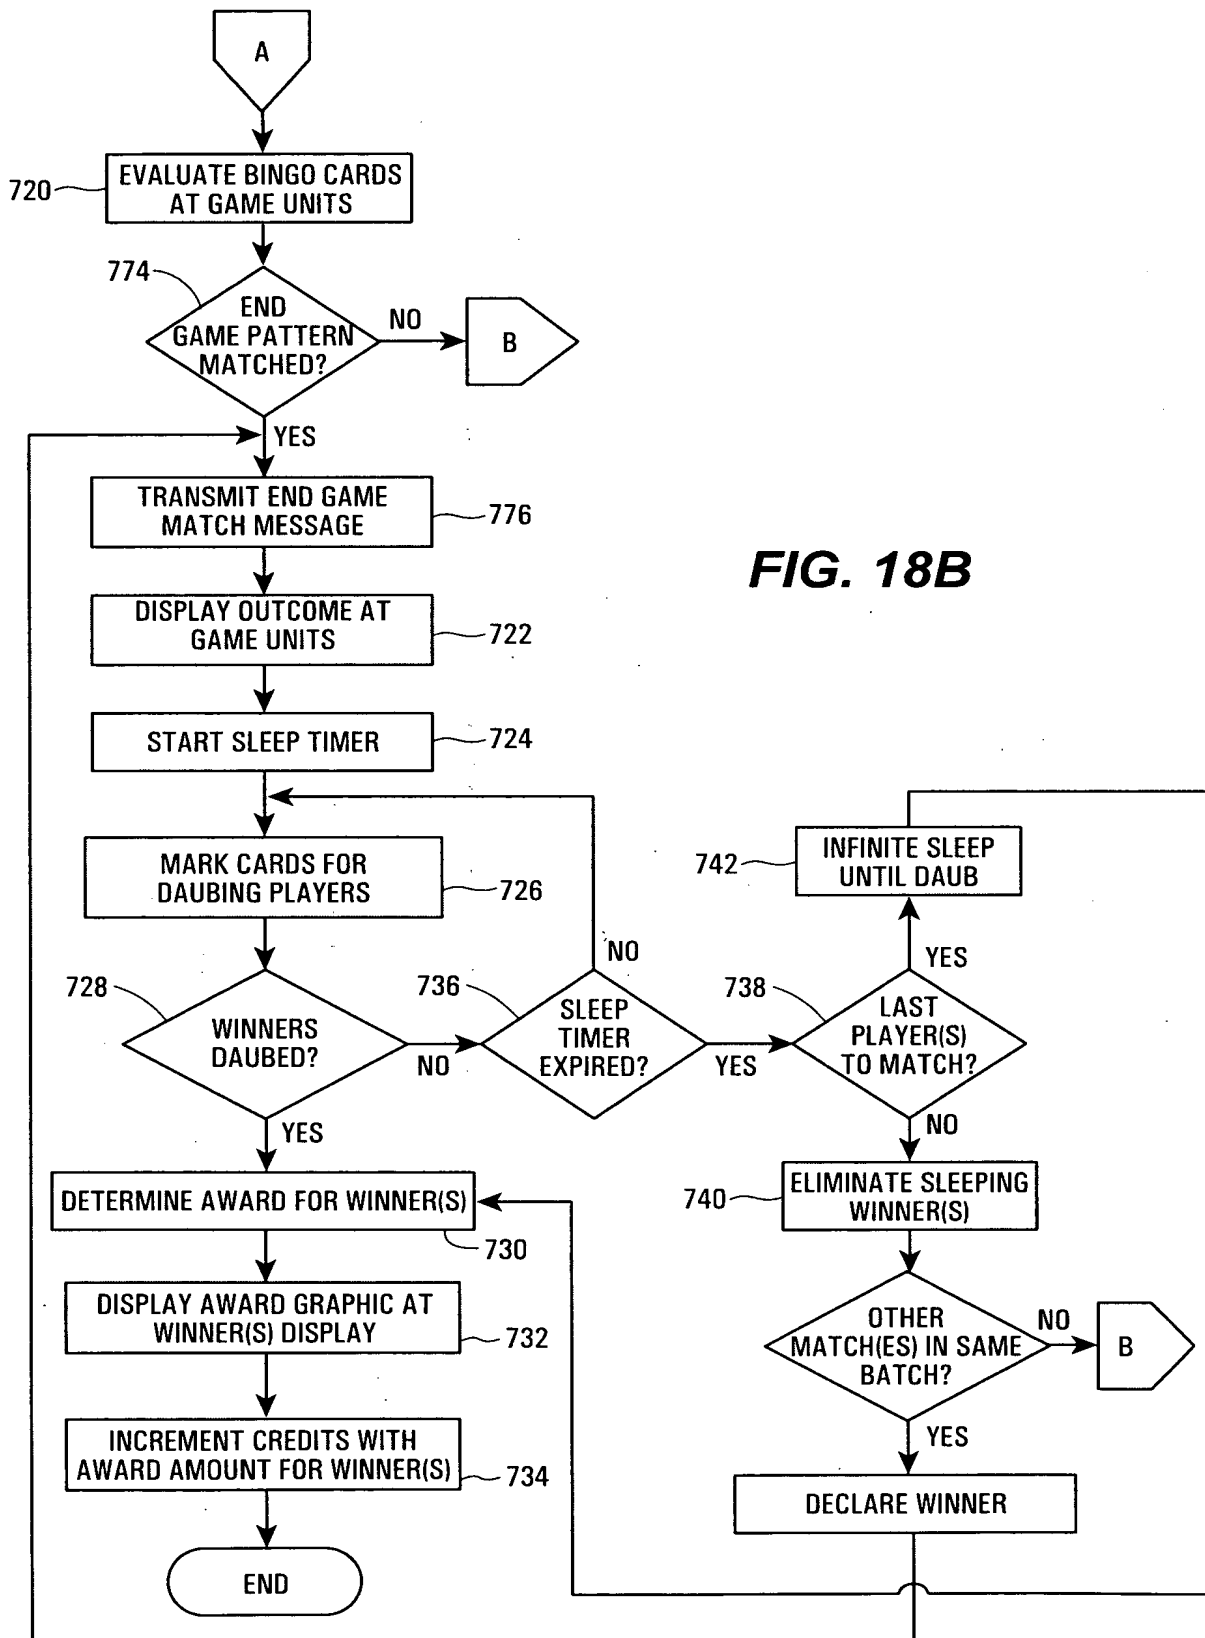 A
720
EVALUATE BINGO CARDS
AT GAME UNITS
774
END
GAME PATTERN
MATCHED?
NO
B
YES
TRANSMIT END GAME
MATCH MESSAGE
776
FIG. 18B
DISPLAY OUTCOME AT
GAME UNITS
722
START SLEEP TIMER
724
MARK CARDS FOR
DAUBING PLAYERS
726
742
INFINITE SLEEP
UNTIL DAUB
728
WINNERS
DAUBED?
NO
736
SLEEP
TIMER
EXPIRED?
NO
YES
738
LAST
PLAYER(S)
TO MATCH?
YES
NO
YES
DETERMINE AWARD FOR WINNER(S)
730
740
ELIMINATE SLEEPING
WINNER(S)
DISPLAY AWARD GRAPHIC AT
WINNER(S) DISPLAY
732
OTHER
MATCH(ES) IN SAME
BATCH?
NO
B
YES
INCREMENT CREDITS WITH
AWARD AMOUNT FOR WINNER(S)
734
DECLARE WINNER
END